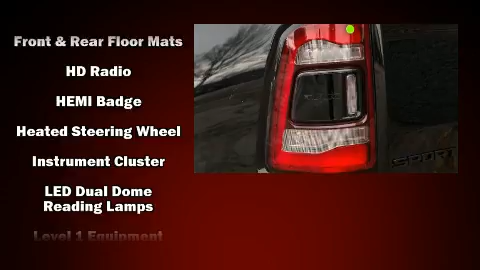 Front & Rear Floor Mats
HD Radio
HEMI Badge
Heated Steering Wheel
Instrument Cluster
LED Dual Dome
Reading Lamps
Level 1 Equipment
SPORT